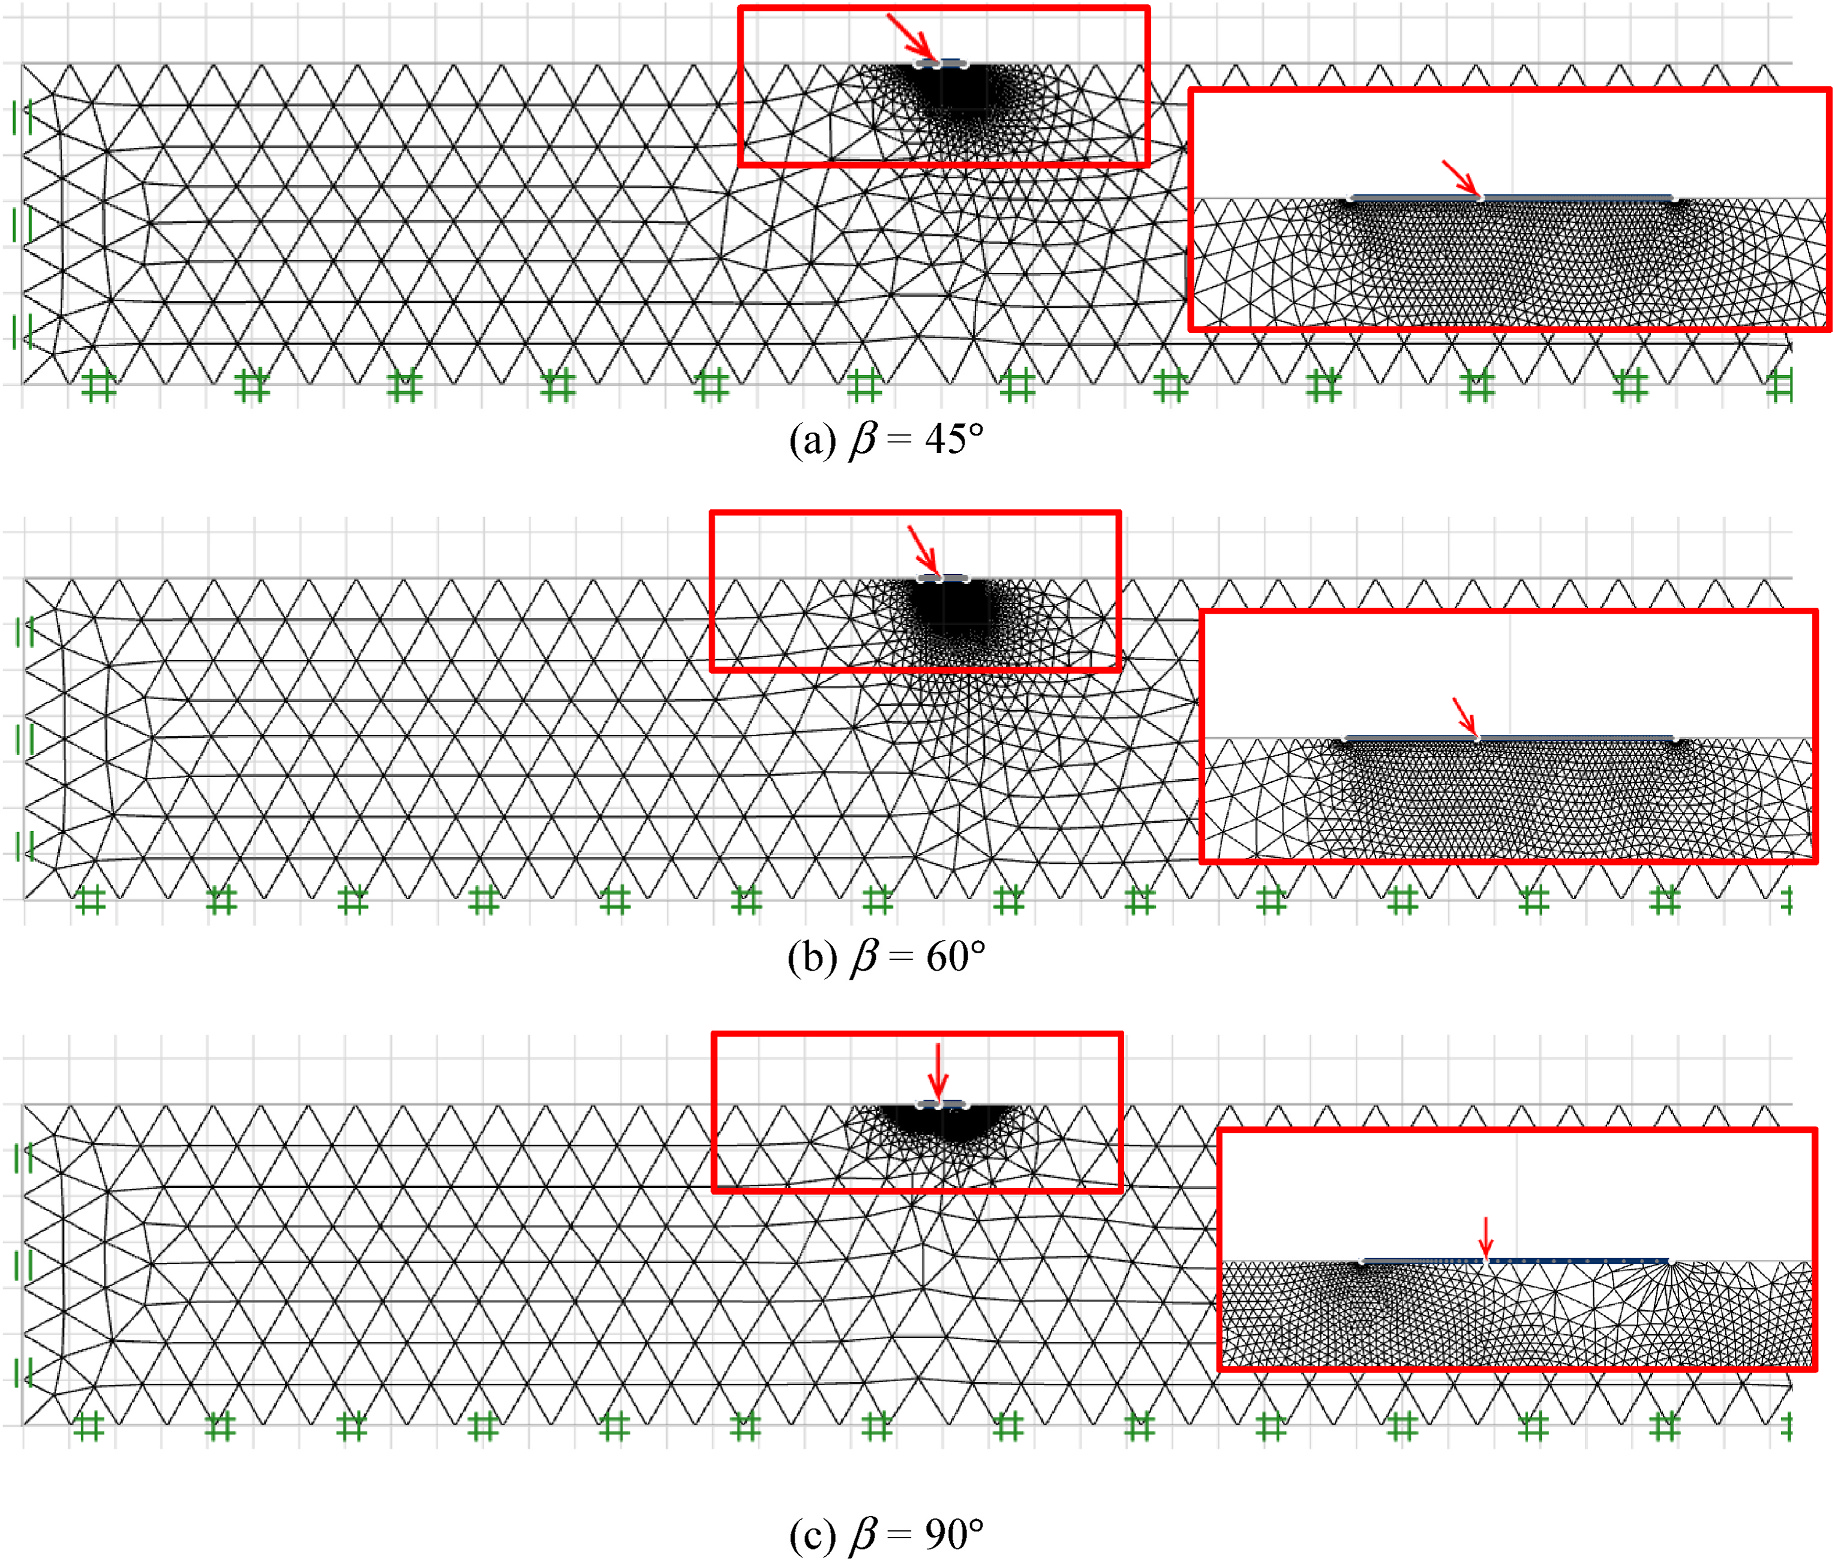 (a) β = 45°
(b) β = 60°
(c) β = 90°